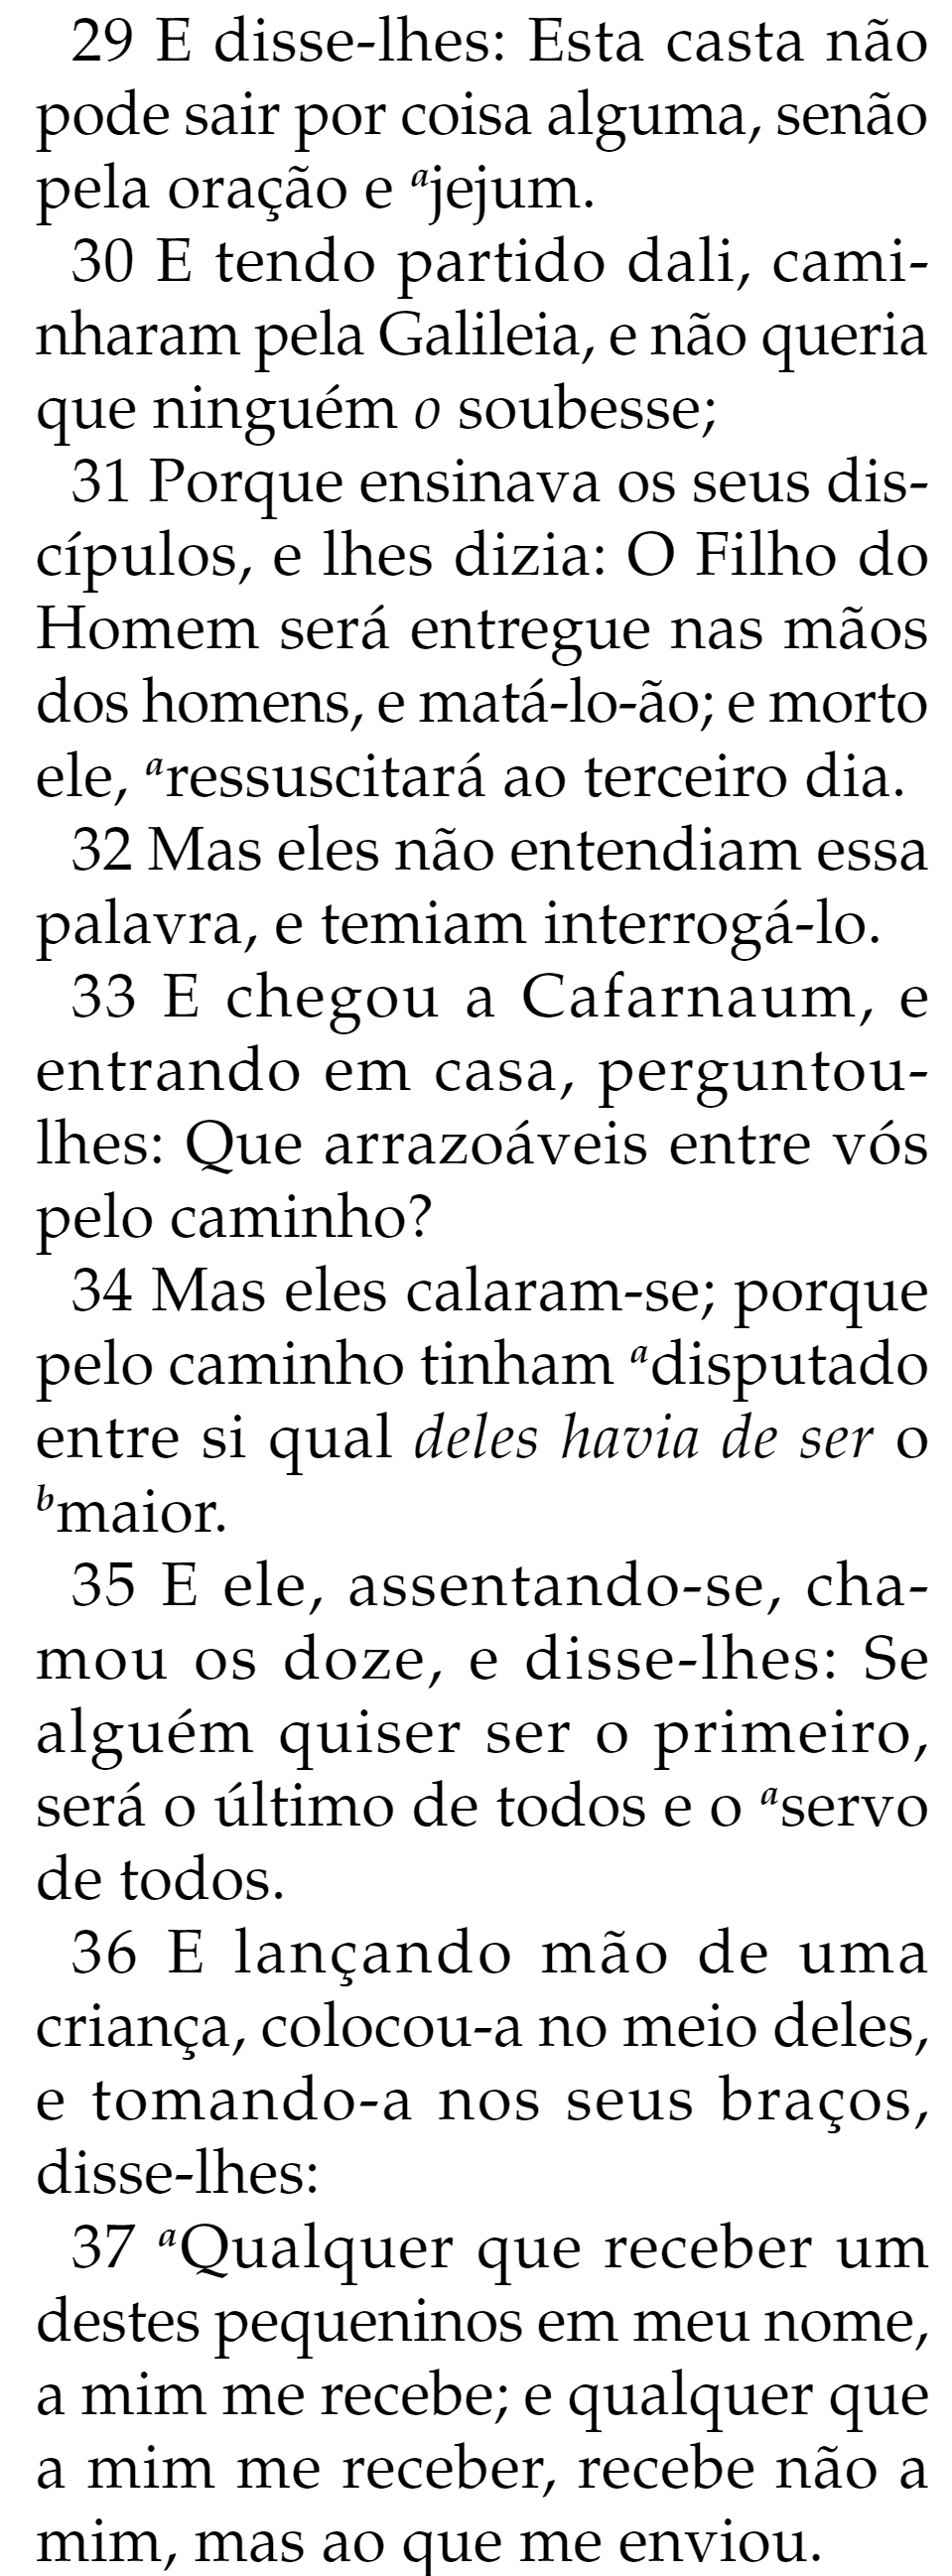 29 E disse-lhes: Esta casta não
pode sair por coisa alguma, senão
pela oração e ajejum.
30 E tendo partido dali, cami-
nharam pela Galileia, e não queria
que ninguém o soubesse;
31 Porque ensinava os seus dis-
cípulos, e lhes dizia: O Filho do
Homem será entregue nas mãos
dos homens, e matá-lo-ão; e morto
ele, aressuscitará ao terceiro dia.
32 Mas eles não entendiam essa
palavra, e temiam interrogá-lo.
33 E chegou a Cafarnaum, e
entrando em casa, perguntou-
lhes: Que arrazoáveis entre vós
pelo caminho?
34 Mas eles calaram-se; porque
pelo caminho tinham adisputado
entre si qual deles havia de ser o
bmaior.
35 E ele, assentando-se, cha-
mou os doze, e disse-lhes: Se
alguém quiser ser o primeiro,
será o último de todos e o aservo
de todos.
36 E lançando mão de uma
criança, colocou-a no meio deles,
e tomando-a nos seus braços,
disse-lhes:
37 aQualquer que receber um
destes pequeninos em meu nome,
a mim me recebe; e qualquer que
a mim me receber, recebe não a
mim, mas ao que me enviou.